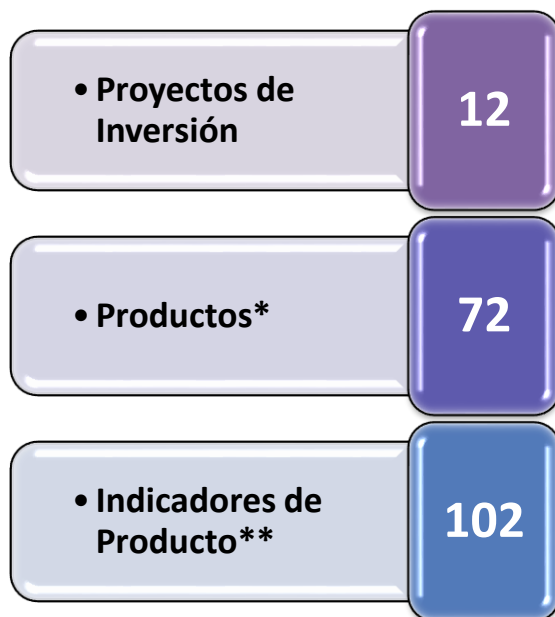 • Proyectos de
Inversión
12
• Productos*
72
• Indicadores de
Producto**
102